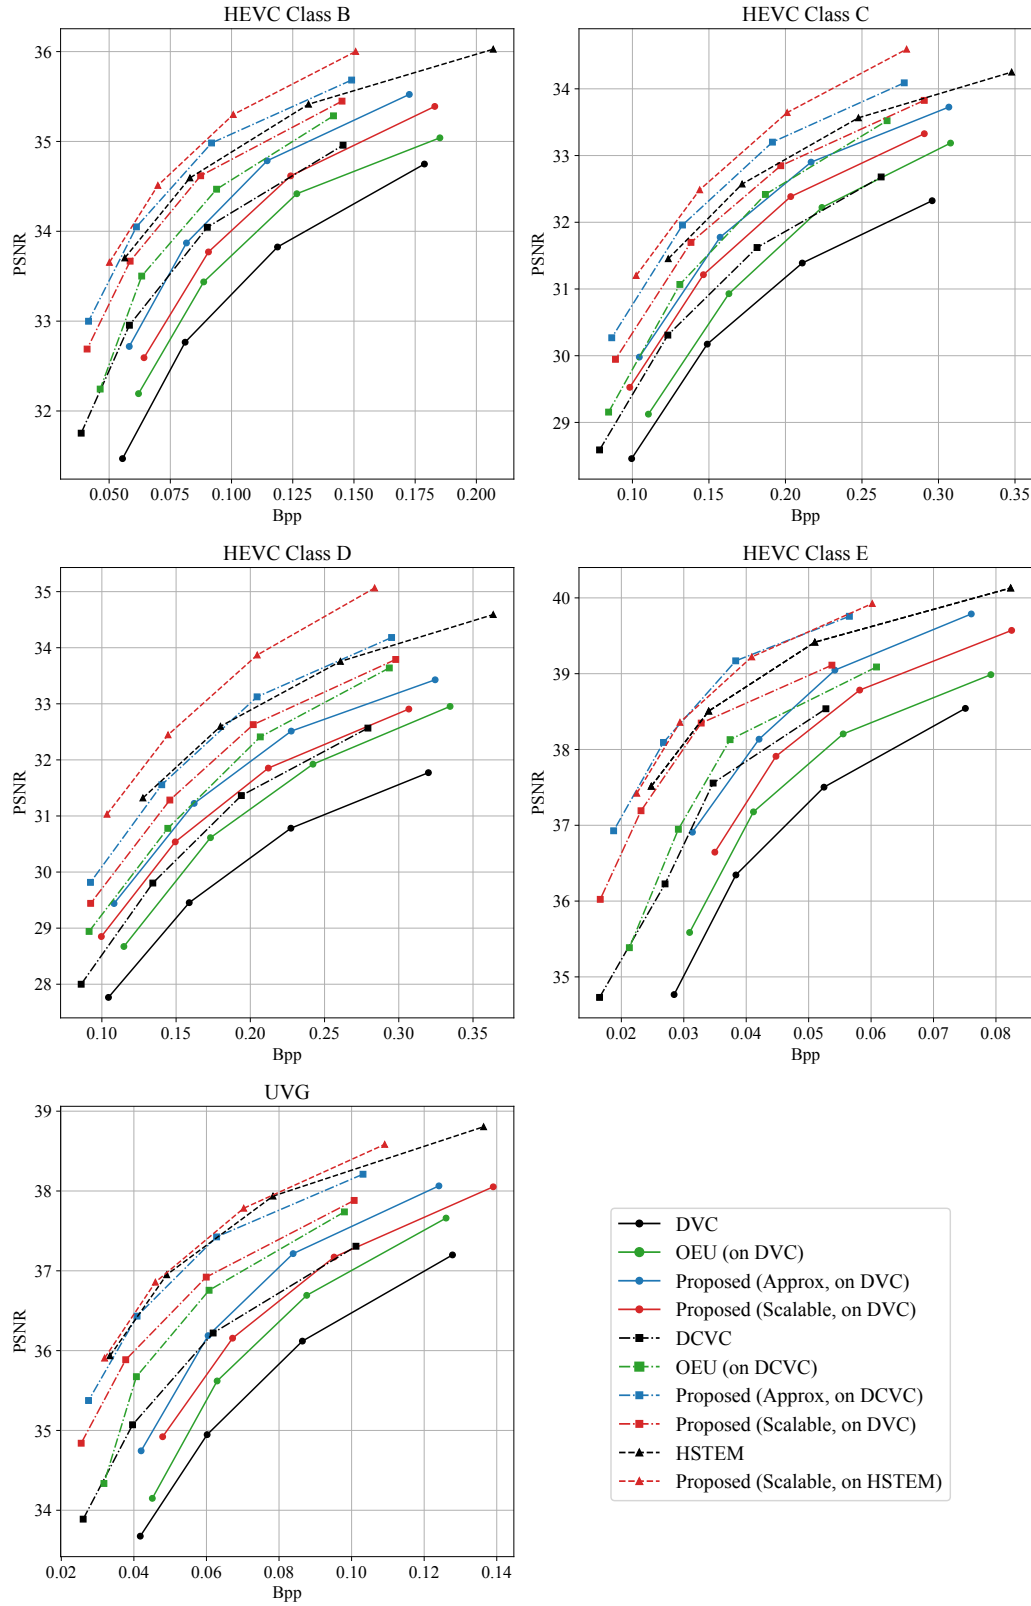 HEVC Class B
36
35
34
33
32
PSNR
0.050 0.075 0.100 0.125 0.150 0.175 0.200
Bpp
HEVC Class C
34
33
32
31
30
29
PSNR
0.10 0.15 0.20 0.25 0.30 0.35
Bpp
HEVC Class D
35
34
33
32
31
30
29
28
PSNR
0.10 0.15 0.20 0.25 0.30 0.35
Bpp
HEVC Class E
40
39
38
37
36
35
PSNR
0.02 0.03 0.04 0.05 0.06 0.07 0.08
Bpp
UVG
39
38
37
36
35
34
PSNR
0.02 0.04 0.06 0.08 0.10 0.12 0.14
Bpp
DVC
OEU (on DVC)
Proposed (Approx, on DVC)
Proposed (Scalable, on DVC)
DCVC
OEU (on DCVC)
Proposed (Approx, on DCVC)
Proposed (Scalable, on DVC)
HSTEM
Proposed (Scalable, on HSTEM)